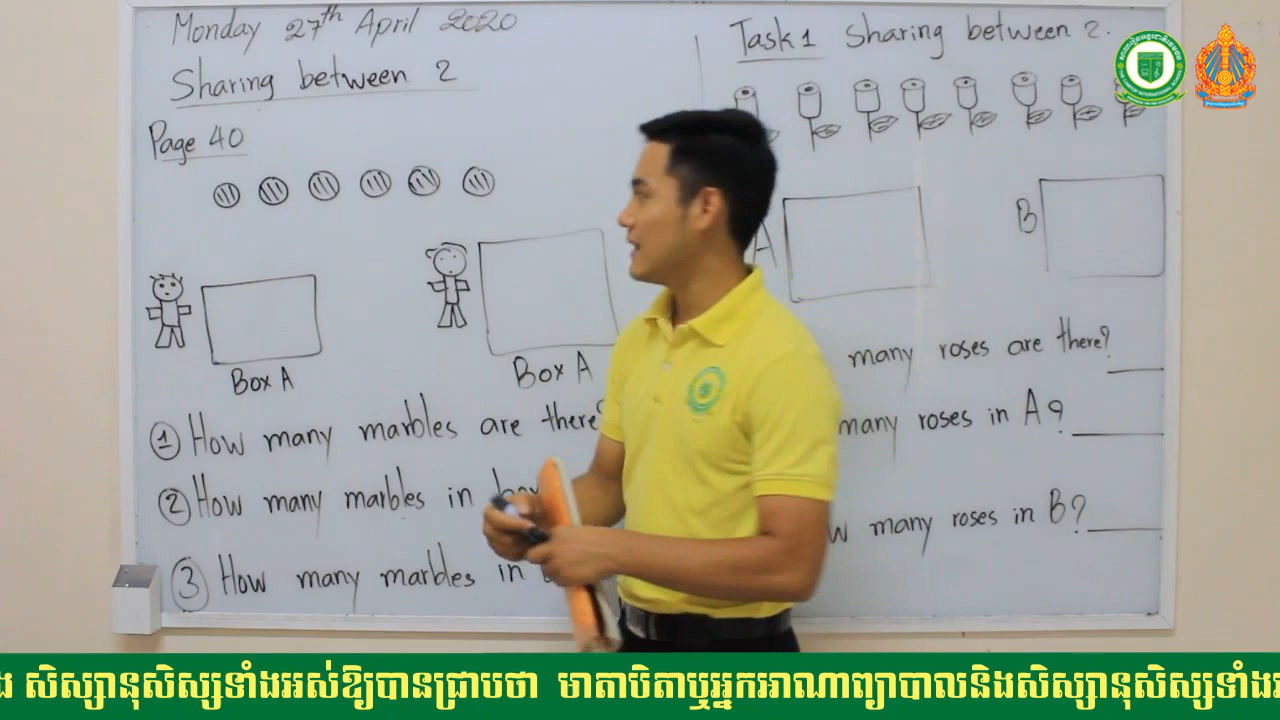 Monday 27th April 2020
Sharing between 2
Page 40
Box A
Box A
① How many marbles are there?
② How many marbles in box
③ How many marbles in
Task 1 Sharing between 2.
A
B
many roses are there?
many roses in A?
many roses in B?
សិស្សានុសិស្សទាំងអស់ឱ្យបានជ្រាបថា មាតាបិតាឬអ្នកអាណាព្យាបាលនិងសិស្សានុសិស្សទាំង